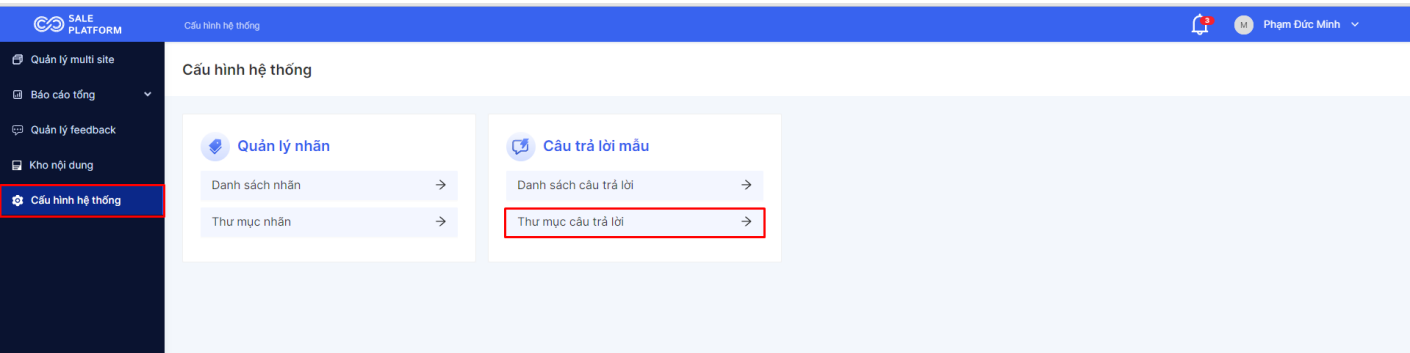 SALE
PLATFORM
Cấu hình hệ thống
3
M
Phạm Đức Minh
Quản lý multi site
Báo cáo tổng
Quản lý feedback
Kho nội dung
Cấu hình hệ thống
Cấu hình hệ thống
Quản lý nhãn
Danh sách nhãn
Thư mục nhãn
Câu trả lời mẫu
Danh sách câu trả lời
Thư mục câu trả lời